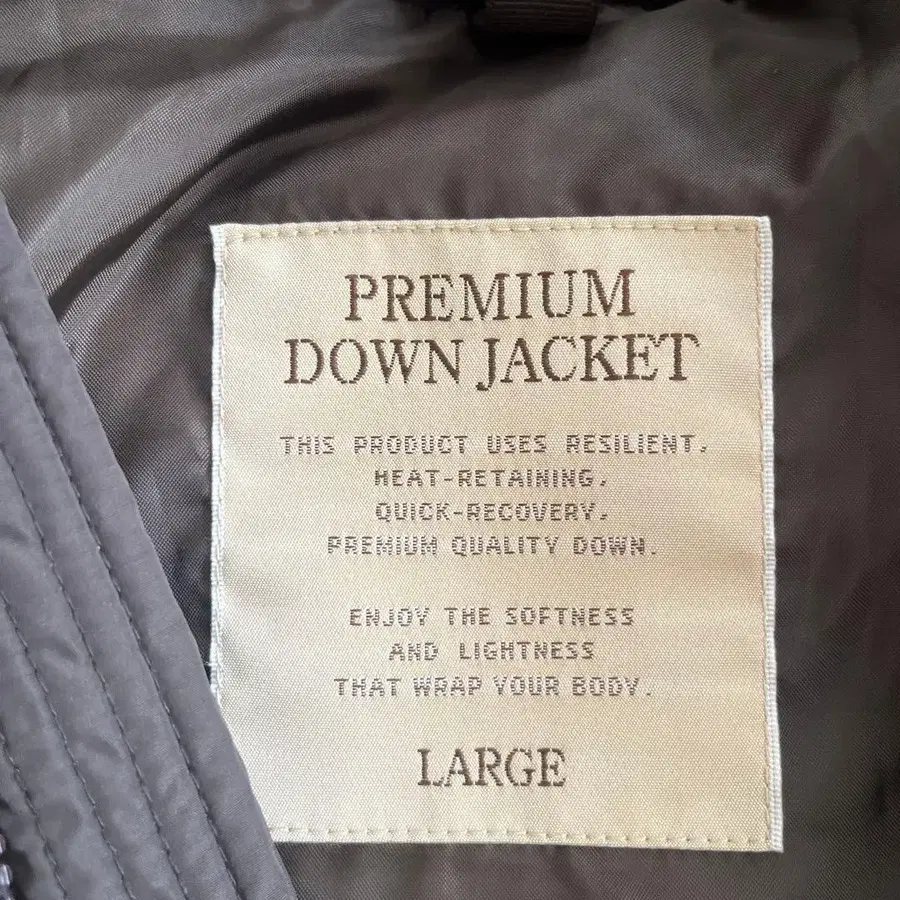 PREMIUM
DOWN JACKET
THIS PRODUCT USES RESILIENT,
HEAT-RETAINING,
QUICK-RECOVERY,
PREMIUM QUALITY DOWN.
ENJOY THE SOFTNESS
AND LIGHTNESS
THAT WRAP YOUR BODY.
LARGE